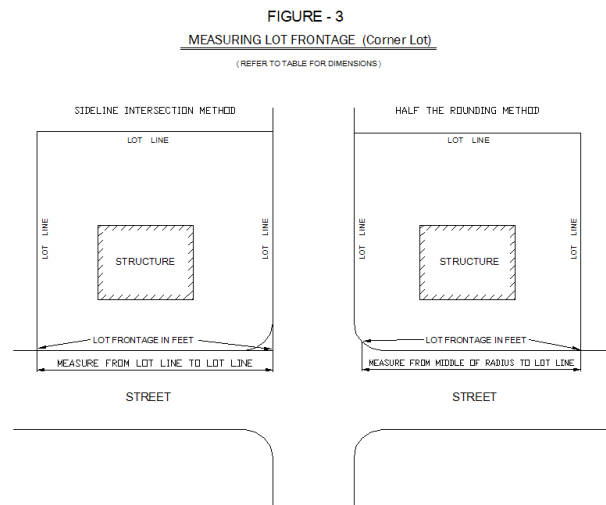 FIGURE - 3
MEASURING LOT FRONTAGE (Corner Lot)
( REFER TO TABLE FOR DIMENSIONS )
SIDELINE INTERSECTION METHOD
LOT LINE
LOT LINE
LOT LINE
STRUCTURE
LOT FRONTAGE IN FEET
MEASURE FROM LOT LINE TO LOT LINE
STREET
HALF THE ROUNDING METHOD
LOT LINE
LOT LINE
LOT LINE
STRUCTURE
LOT FRONTAGE IN FEET
MEASURE FROM MIDDLE OF RADIUS TO LOT LINE
STREET